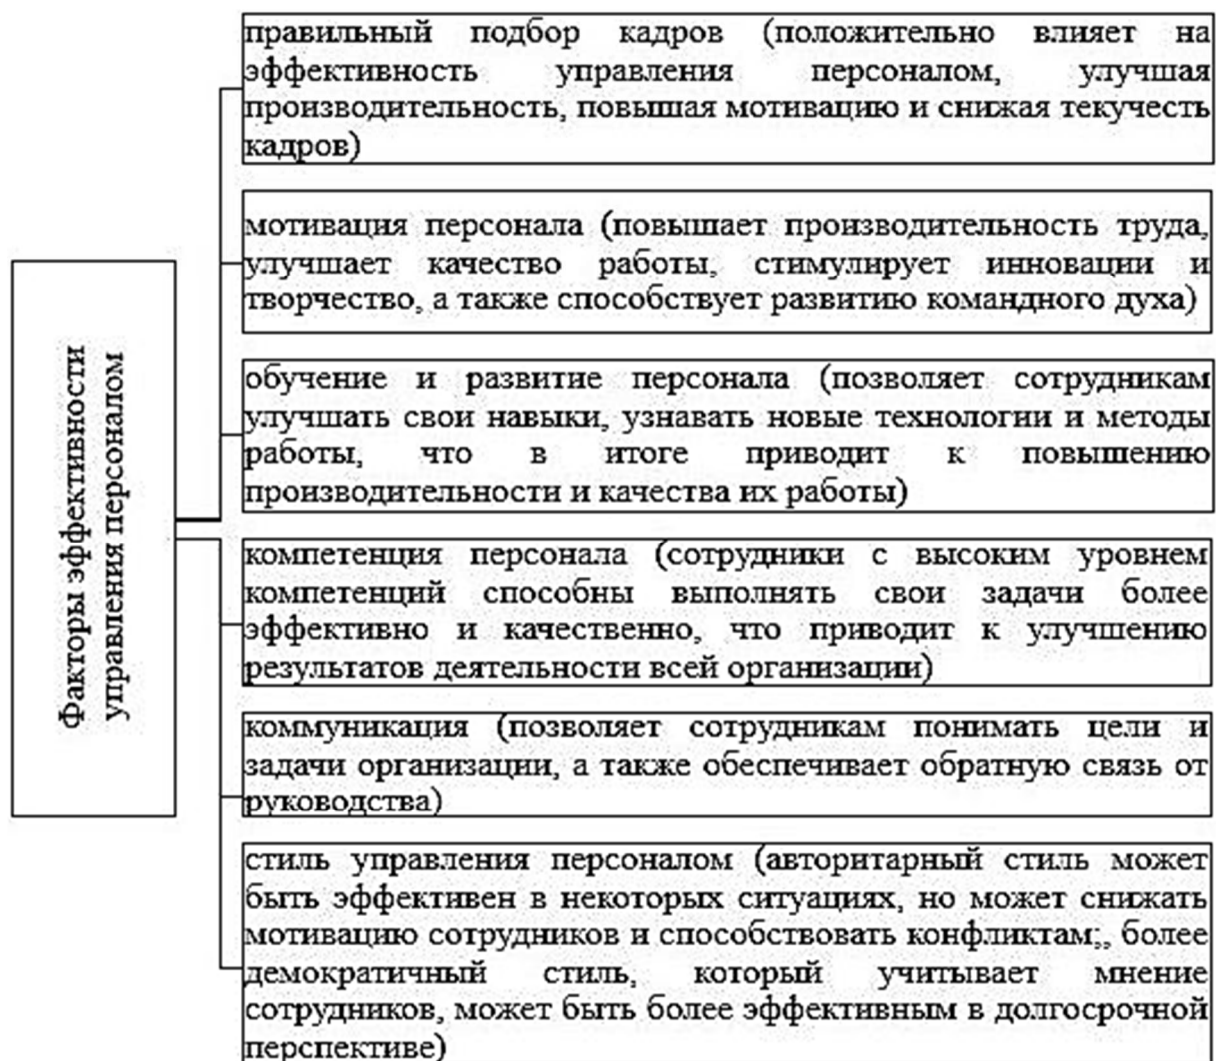 Факторы эффективности
управления персоналом
правильный подбор кадров (положительно влияет на
эффективность управления персоналом, улучшая
производительность, повышая мотивацию и снижая текучесть
кадров)
мотивация персонала (повышает производительность труда,
улучшает качество работы, стимулирует инновации и
творчество, а также способствует развитию командного духа)
обучение и развитие персонала (позволяет сотрудникам
улучшать свои навыки, узнавать новые технологии и методы
работы, что в итоге приводит к повышению
производительности и качества их работы)
компетенция персонала (сотрудники с высоким уровнем
компетенций способны выполнять свои задачи более
эффективно и качественно, что приводит к улучшению
результатов деятельности всей организации)
коммуникация (позволяет сотрудникам понимать цели и
задачи организации, а также обеспечивает обратную связь от
руководства)
стиль управления персоналом (авторитарный стиль может
быть эффективен в некоторых ситуациях, но может снижать
мотивацию сотрудников и способствовать конфликтам;, более
демократичный стиль, который учитывает мнение
сотрудников, может быть более эффективным в долгосрочной
перспективе)